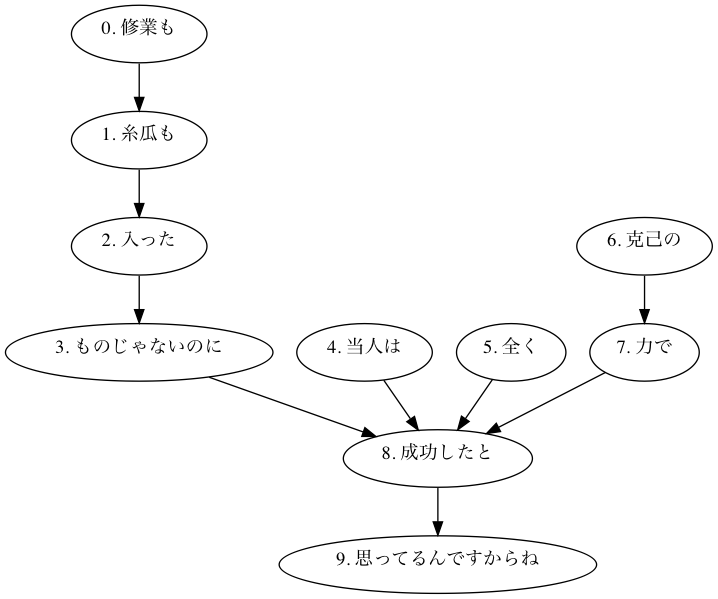 0. 修業も
1. 糸瓜も
2. 入った
6. 克己の
3. ものじゃないのに
4. 当人は
5. 全く
7. 力で
8. 成功したと
9. 思ってるんですからね